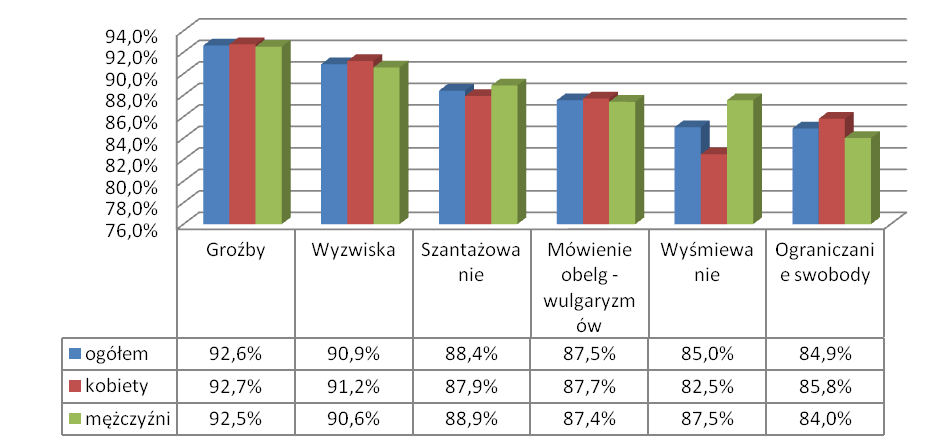 94,0%
92,0%
90,0%
88,0%
86,0%
84,0%
82,0%
80,0%
78,0%
76,0%
Groźby Wyzwiska Szantażowa Mówienie Wyśmiewa Ograniczani
nie obelg - nie e swobody
wulgaryzm
ów
ogółem 92,6% 90,9% 88,4% 87,5% 85,0% 84,9%
kobiety 92,7% 91,2% 87,9% 87,7% 82,5% 85,8%
mężczyźni 92,5% 90,6% 88,9% 87,4% 87,5% 84,0%